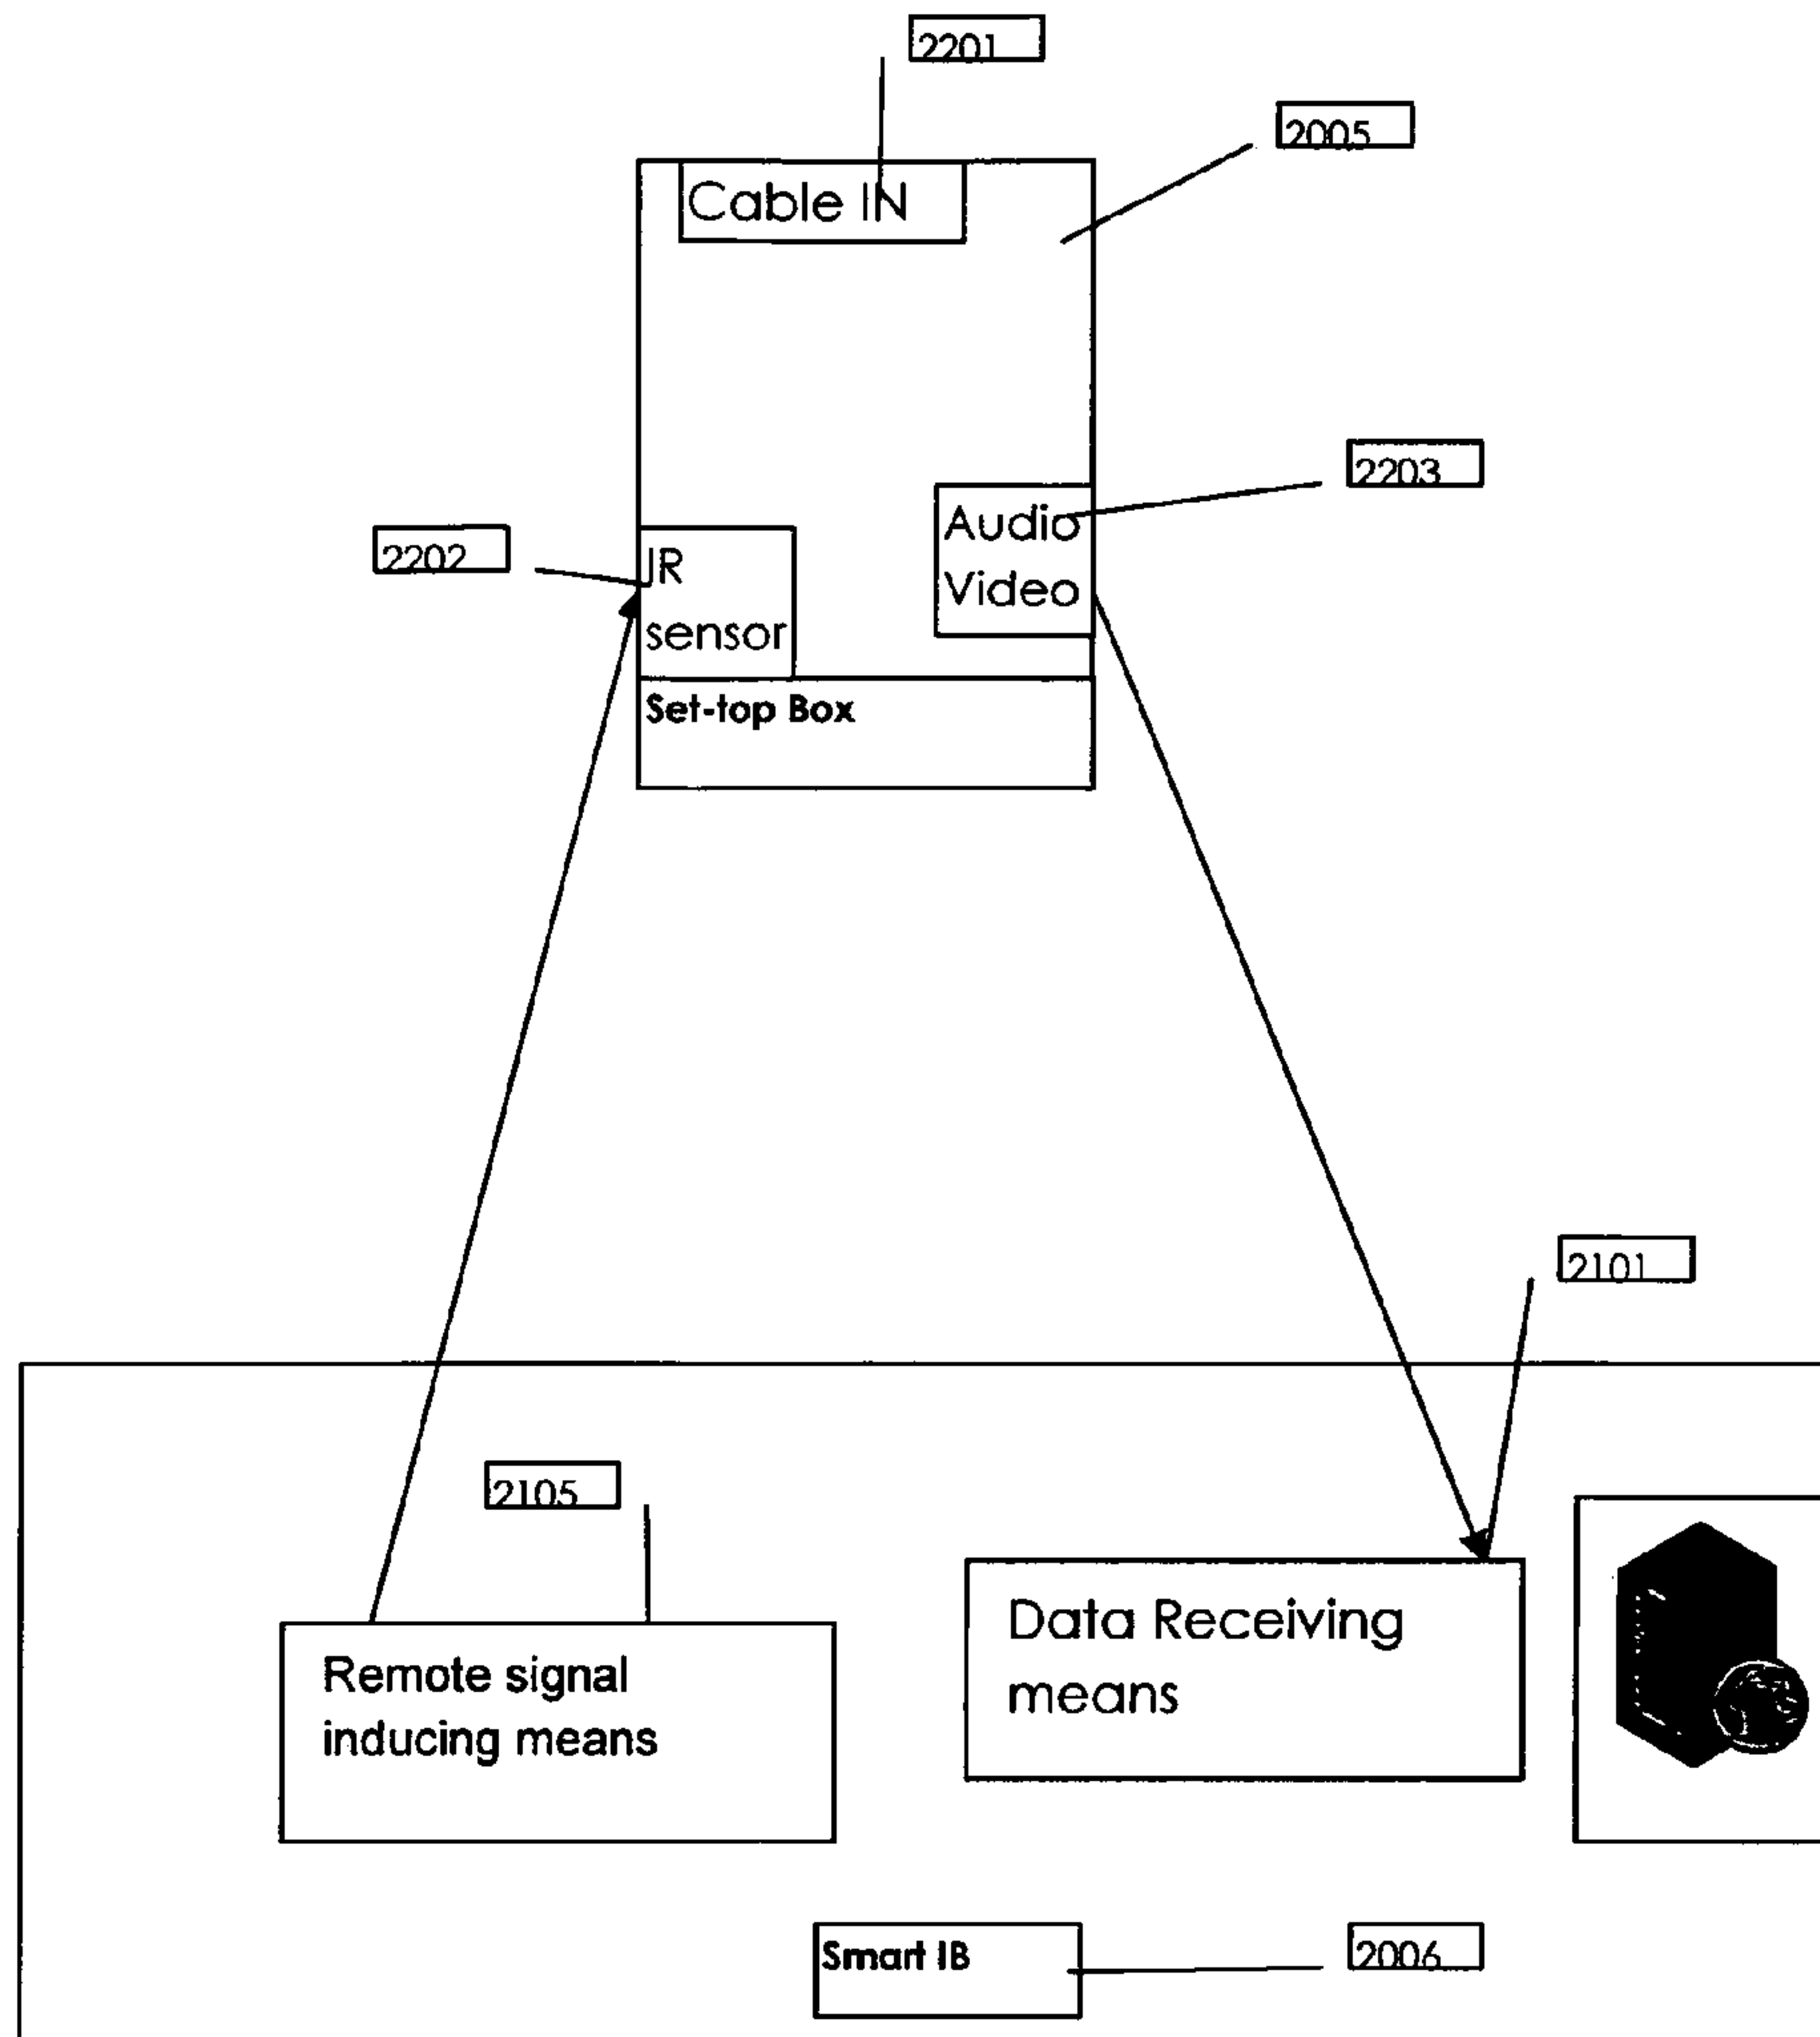 2201
2005
Cable IN
2203
Audio
Video
2202
IR
sensor
Set-top Box
2101
2105
Data Receiving
means
Remote signal
inducing means
Smart IB
2006